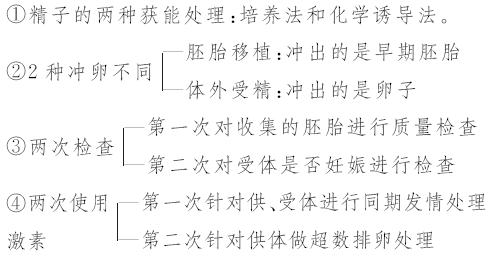 ①精子的两种获能处理:培养法和化学诱导法。
胚胎移植:冲出的是早期胚胎
②2种冲卵不同
体外受精:冲出的是卵子
第一次对收集的胚胎进行质量检查
③两次检查
第二次对受体是否妊娠进行检查
④两次使用
第一次针对供、受体进行同期发情处理
激素
第二次针对供体做超数排卵处理